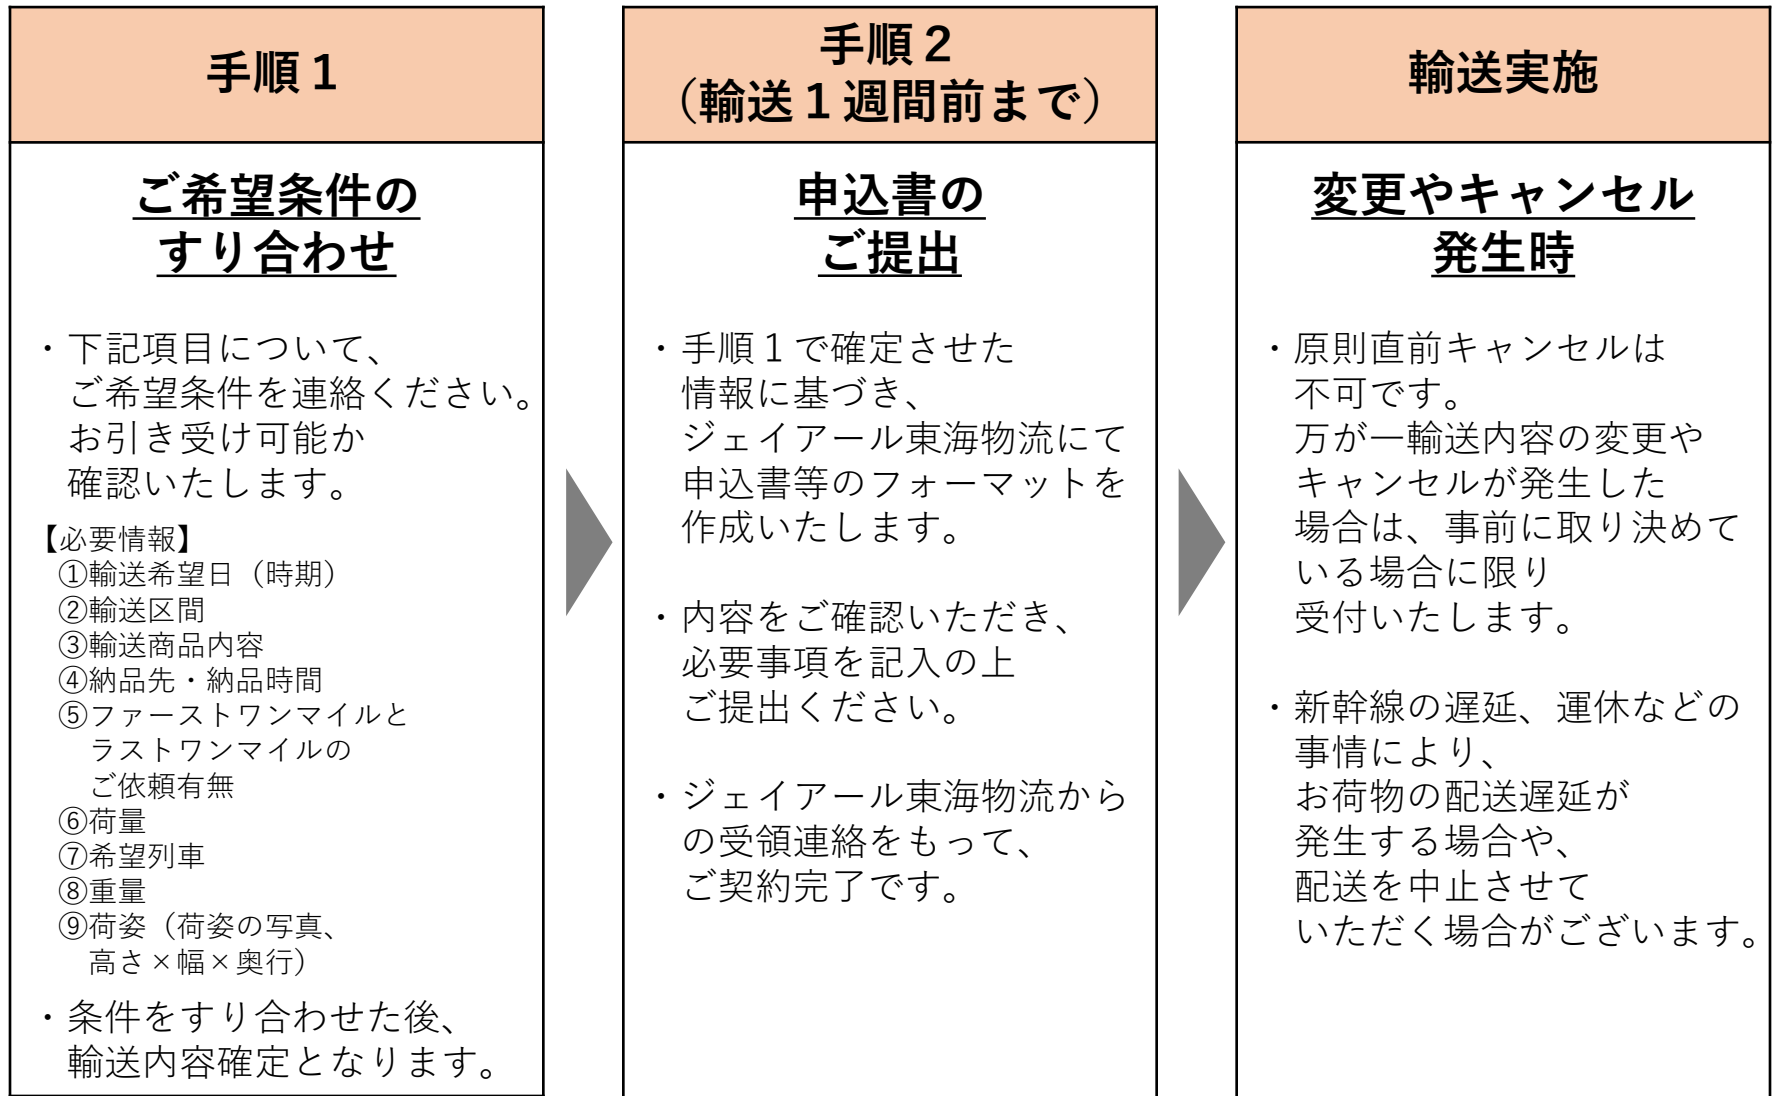 手順１
ご希望条件の
すり合わせ
・下記項目について、
ご希望条件を連絡ください。
お引き受け可能か
確認いたします。
【必要情報】
①輸送希望日（時期）
②輸送区間
③輸送商品内容
④納品先・納品時間
⑤ファーストワンマイルと
ラストワンマイルの
ご依頼有無
⑥荷量
⑦希望列車
⑧重量
⑨荷姿（荷姿の写真、
高さ×幅×奥行）
・条件をすり合わせた後、
輸送内容確定となります。
手順２
（輸送１週間前まで）
申込書の
ご提出
・手順１で確定させた
情報に基づき、
ジェイアール東海物流にて
申込書等のフォーマットを
作成いたします。
・内容をご確認いただき、
必要事項を記入の上
ご提出ください。
・ジェイアール東海物流から
の受領連絡をもって、
ご契約完了です。
輸送実施
変更やキャンセル
発生時
・原則直前キャンセルは
不可です。
万が一輸送内容の変更や
キャンセルが発生した
場合は、事前に取り決めて
いる場合に限り
受付いたします。
・新幹線の遅延、運休などの
事情により、
お荷物の配送遅延が
発生する場合や、
配送を中止させて
いただく場合がございます。